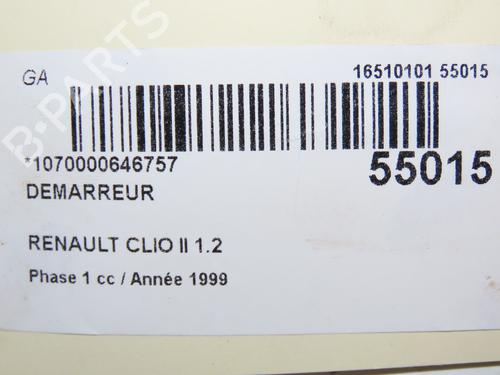 GA
16510101 55015
*1070000646757
55015
DEMARREUR
RENAULT CLIO II 1.2
Phase 1 cc / Année 1999
B-PARTS